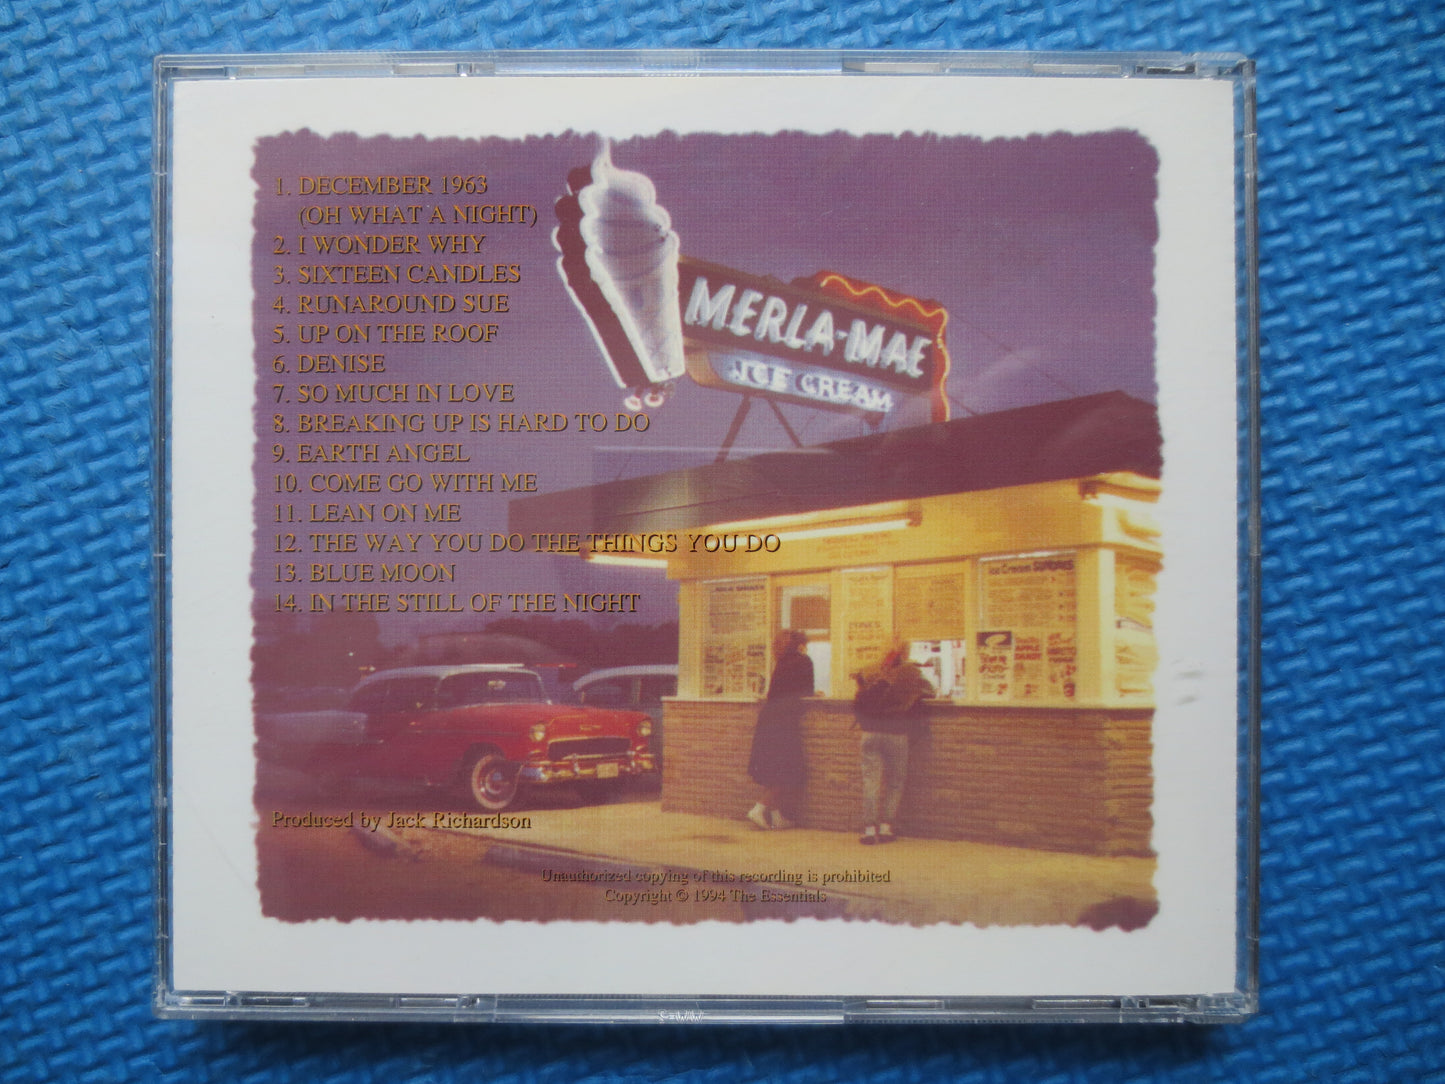 1. DECEMBER 1963
(OH WHAT A NIGHT)
2. I WONDER WHY
3. SIXTEEN CANDLES
4. RUNAROUND SUE
5. UP ON THE ROOF
6. DENISE
7. SO MUCH IN LOVE
8. BREAKING UP IS HARD TO DO
9. EARTH ANGEL
10. COME GO WITH ME
11. LEAN ON ME
12. THE WAY YOU DO THE THINGS YOU DO
13. BLUE MOON
14. IN THE STILL OF THE NIGHT
MERLA-MAE
ICE CREAM
Ice Cream SUNDAES
Produced by Jack Richardson
Unauthorized copying of this recording is prohibited
Copyright © 1994 The Essentials